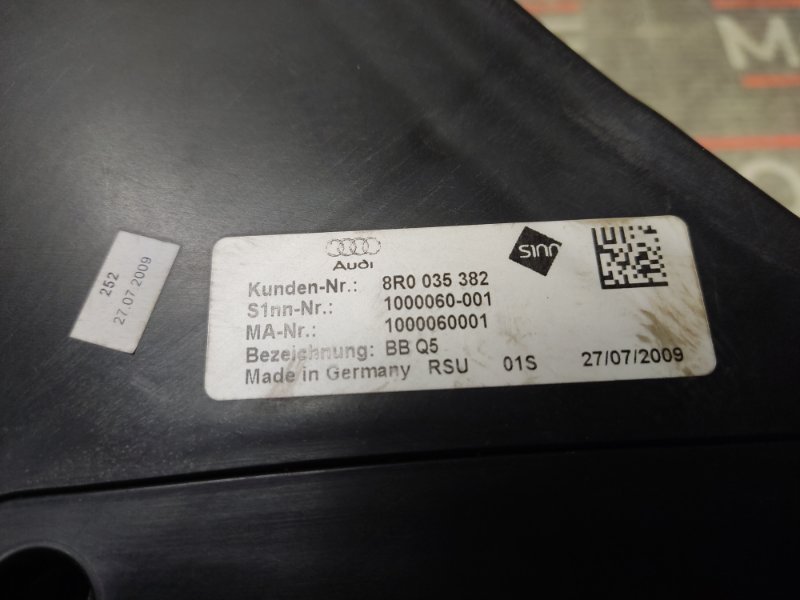 252
27.07.2009
Audi
S1nn
Kunden-Nr.: 8R0 035 382
S1nn-Nr.: 1000060-001
MA-Nr.: 1000060001
Bezeichnung: BB Q5
Made in Germany RSU 01S 27/07/2009
M